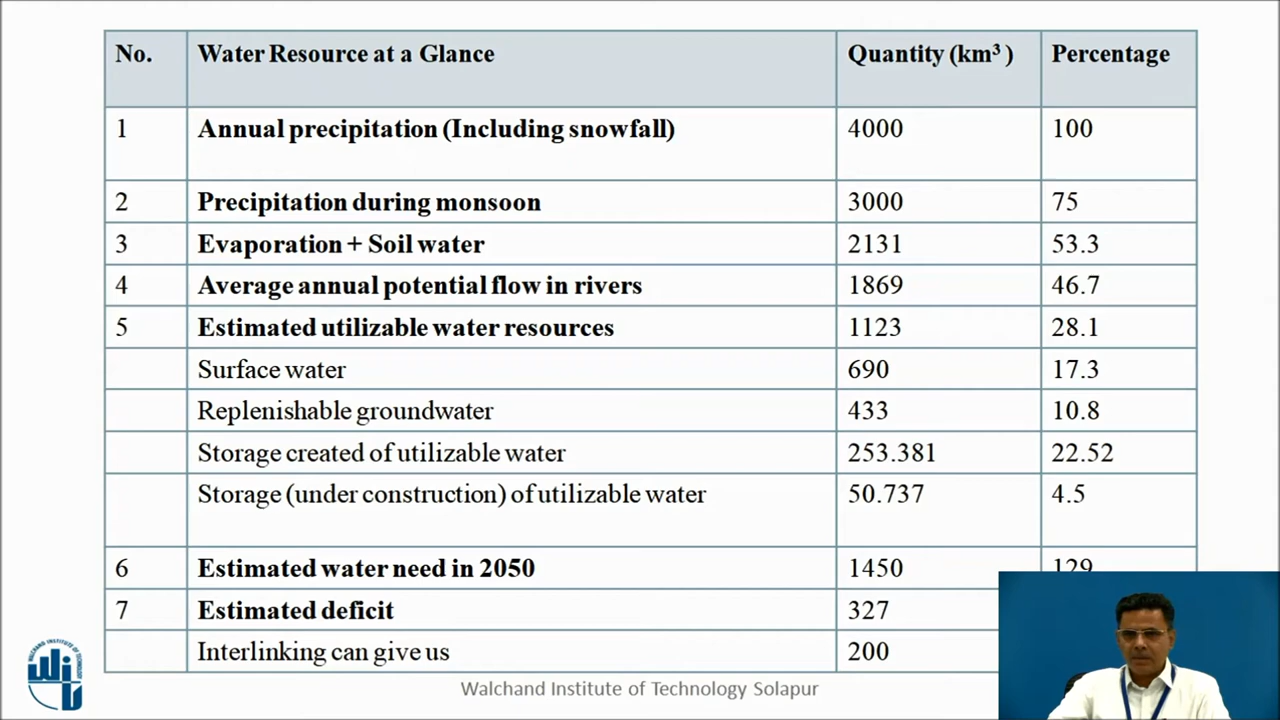 No. Water Resource at a Glance Quantity (km³ ) Percentage
1 Annual precipitation (Including snowfall) 4000 100
2 Precipitation during monsoon 3000 75
3 Evaporation + Soil water 2131 53.3
4 Average annual potential flow in rivers 1869 46.7
5 Estimated utilizable water resources 1123 28.1
Surface water 690 17.3
Replenishable groundwater 433 10.8
Storage created of utilizable water 253.381 22.52
Storage (under construction) of utilizable water 50.737 4.5
6 Estimated water need in 2050 1450 129
7 Estimated deficit 327
Interlinking can give us 200
Walchand Institute of Technology Solapur